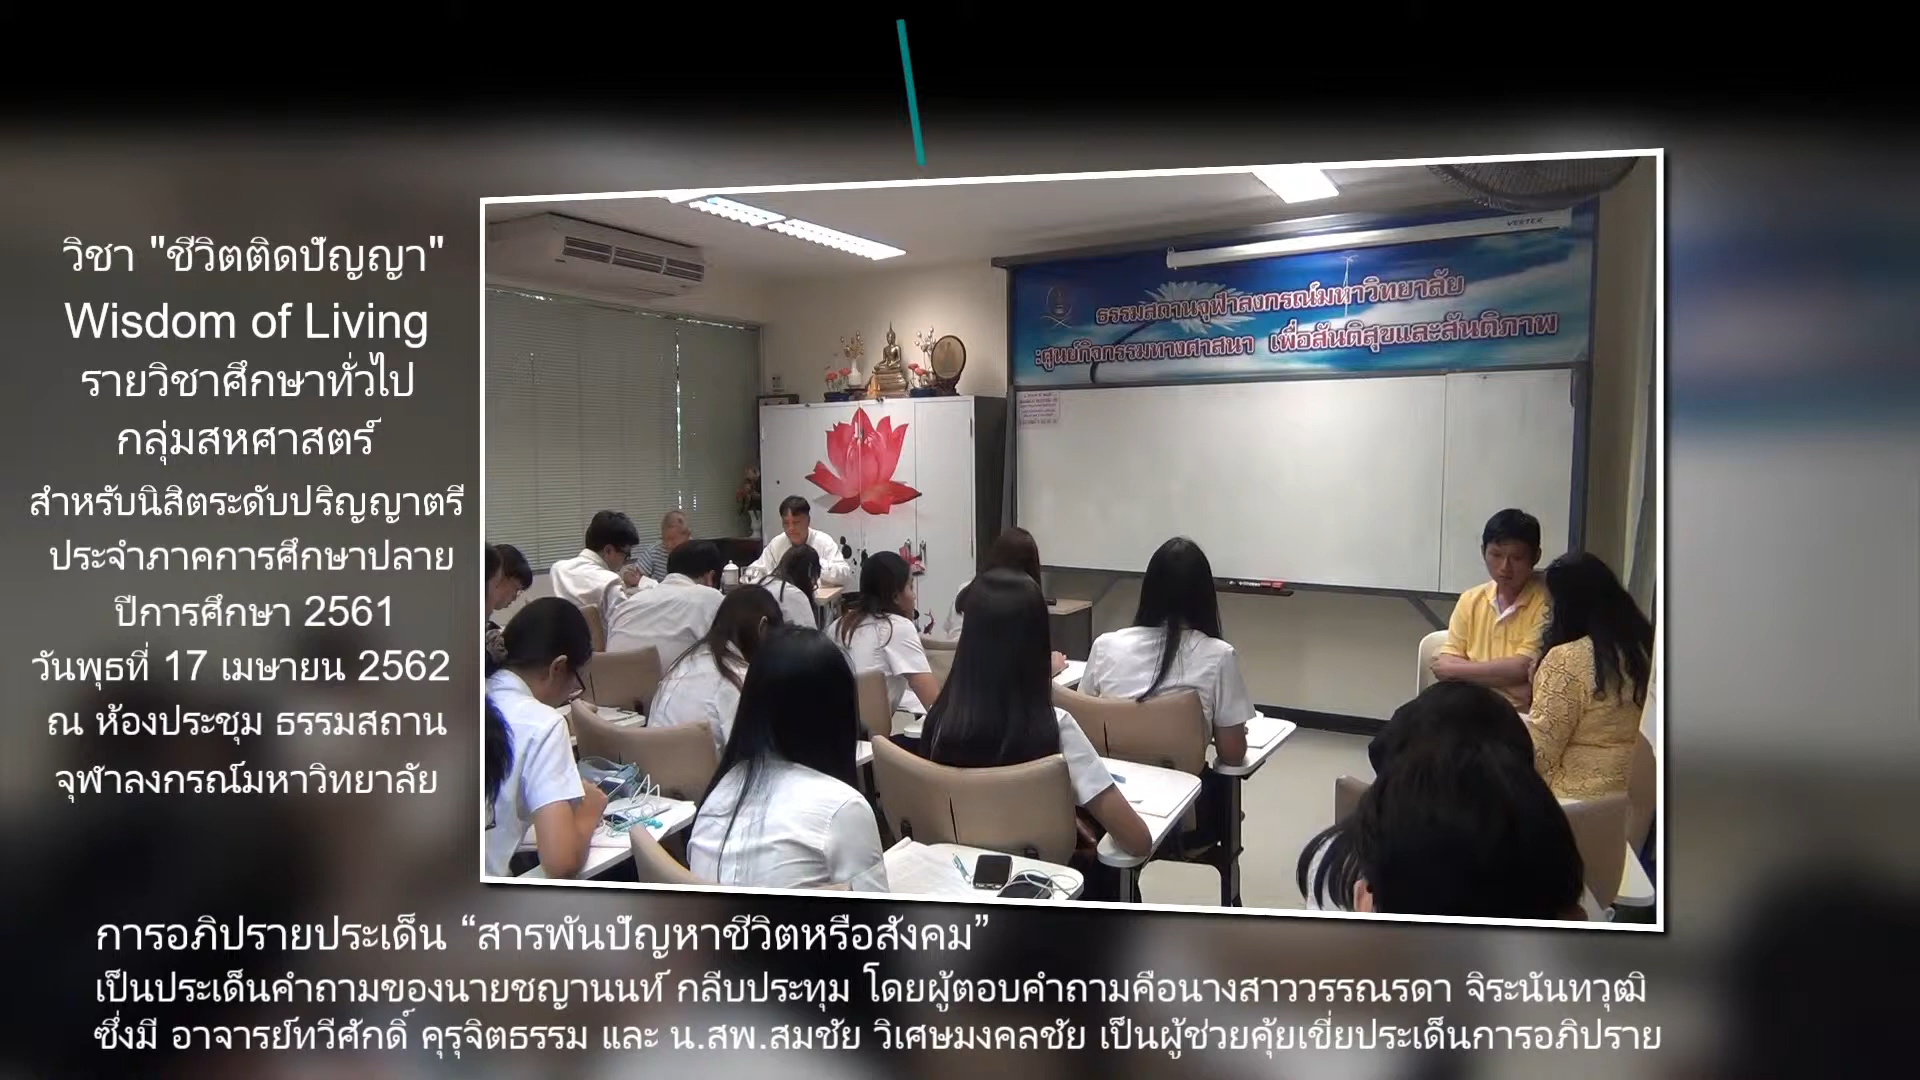 วิชา "ชีวิตติดปัญญา"
Wisdom of Living
รายวิชาศึกษาทั่วไป
กลุ่มสหศาสตร์
สำหรับนิสิตระดับปริญญาตรี
ประจำภาคการศึกษาปลาย
ปีการศึกษา 2561
วันพุธที่ 17 เมษายน 2562
ณ ห้องประชุม ธรรมสถาน
จุฬาลงกรณ์มหาวิทยาลัย
VERTEX
ธรรมสถานจุฬาลงกรณ์มหาวิทยาลัย
:ศูนย์กิจกรรมทางศาสนา เพื่อสันติสุขและสันติภาพ
การอภิปรายประเด็น “สารพันปัญหาชีวิตหรือสังคม”
เป็นประเด็นคำถามของนายชญานนท์ กลีบประทุม โดยผู้ตอบคำถามคือนางสาววรรณรดา จิระนันทวุฒิ
ซึ่งมี อาจารย์ทวีศักดิ์ คุรุจิตธรรม และ น.สพ.สมชัย วิเศษมงคลชัย เป็นผู้ช่วยคุ้ยเขี่ยประเด็นการอภิปราย